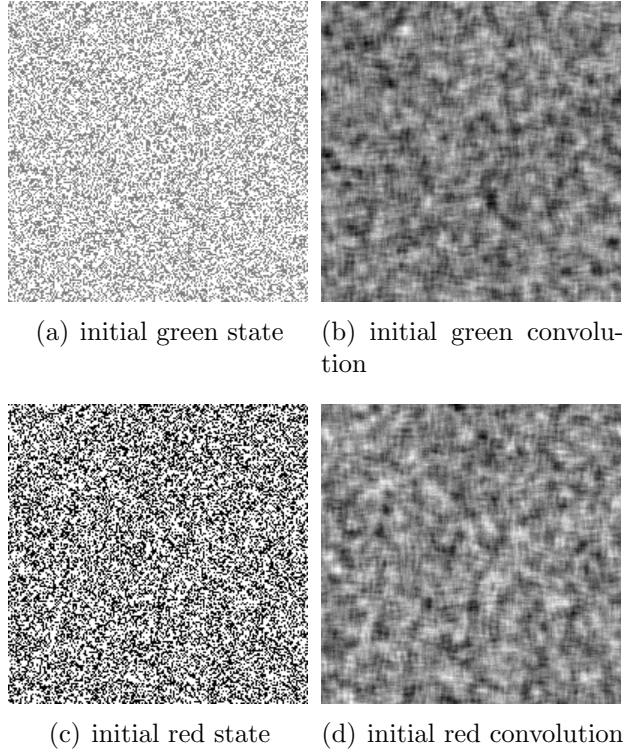 (a) initial green state
(b) initial green convolu-
tion
(c) initial red state
(d) initial red convolution